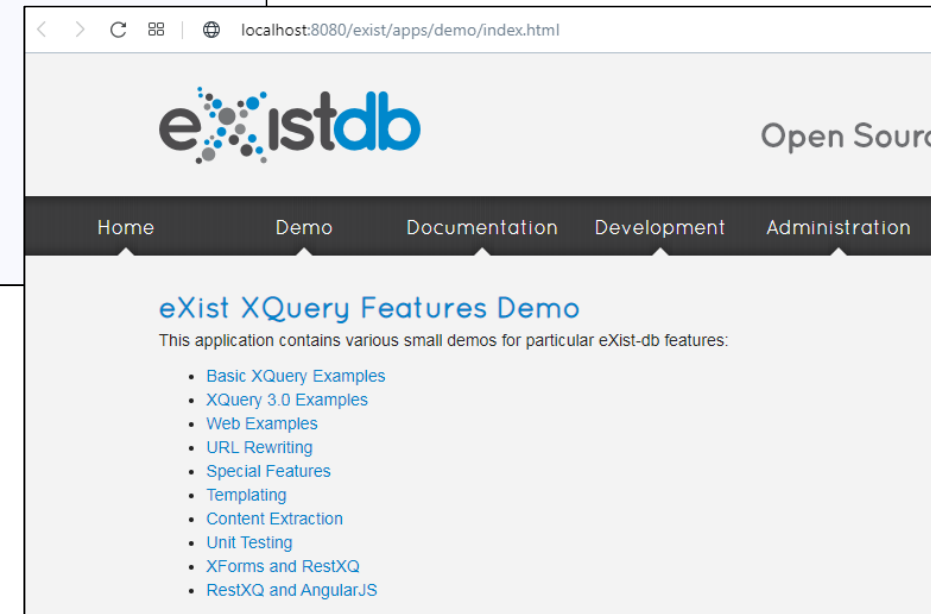 localhost:8080/exist/apps/demo/index.html
eXistdb
Open Sourc
Home Demo Documentation Development Administration
eXist XQuery Features Demo
This application contains various small demos for particular eXist-db features:
• Basic XQuery Examples
• XQuery 3.0 Examples
• Web Examples
• URL Rewriting
• Special Features
• Templating
• Content Extraction
• Unit Testing
• XForms and RestXQ
• RestXQ and AngularJS